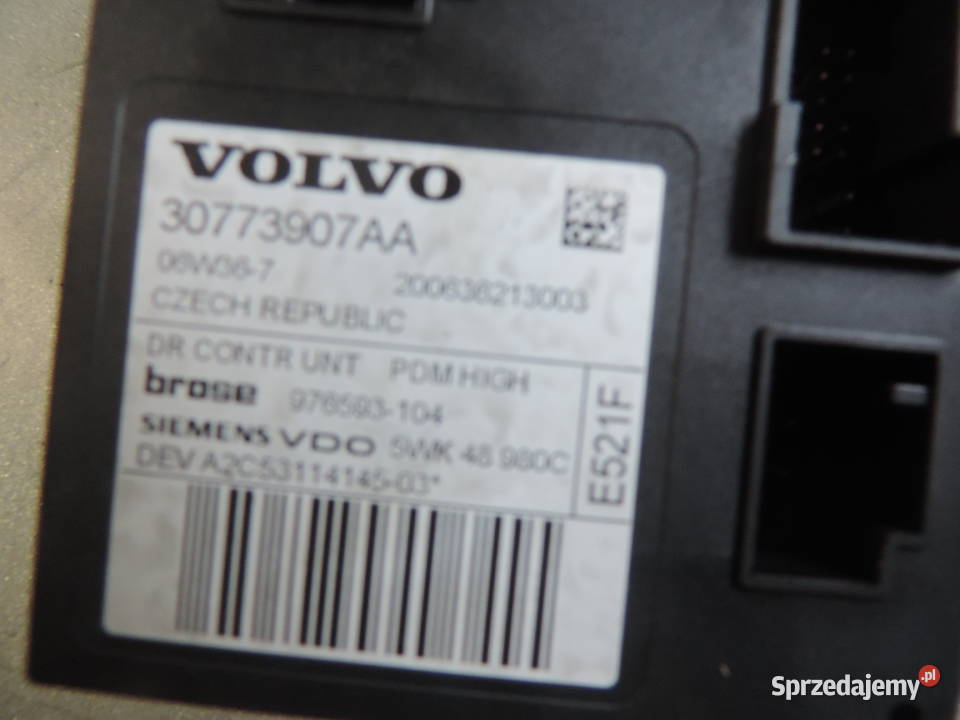 VOLVO
30773907AA
06W36-7 200636213003
CZECH REPUBLIC
DR CONTR UNT PDM HIGH
brose 976593-104
SIEMENS VDO 5WK 48 980C
DEV A2C53114145-03*
E521F
Sprzedajemy.pl